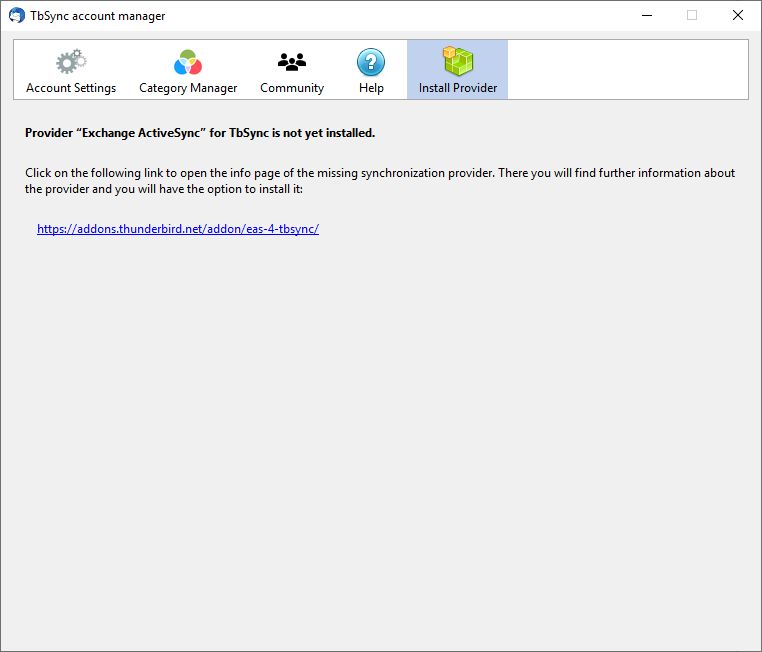 TbSync account manager
Account Settings Category Manager Community Help Install Provider
Provider “Exchange ActiveSync” for TbSync is not yet installed.
Click on the following link to open the info page of the missing synchronization provider. There you will find further information about
the provider and you will have the option to install it:
https://addons.thunderbird.net/addon/eas-4-tbsync/